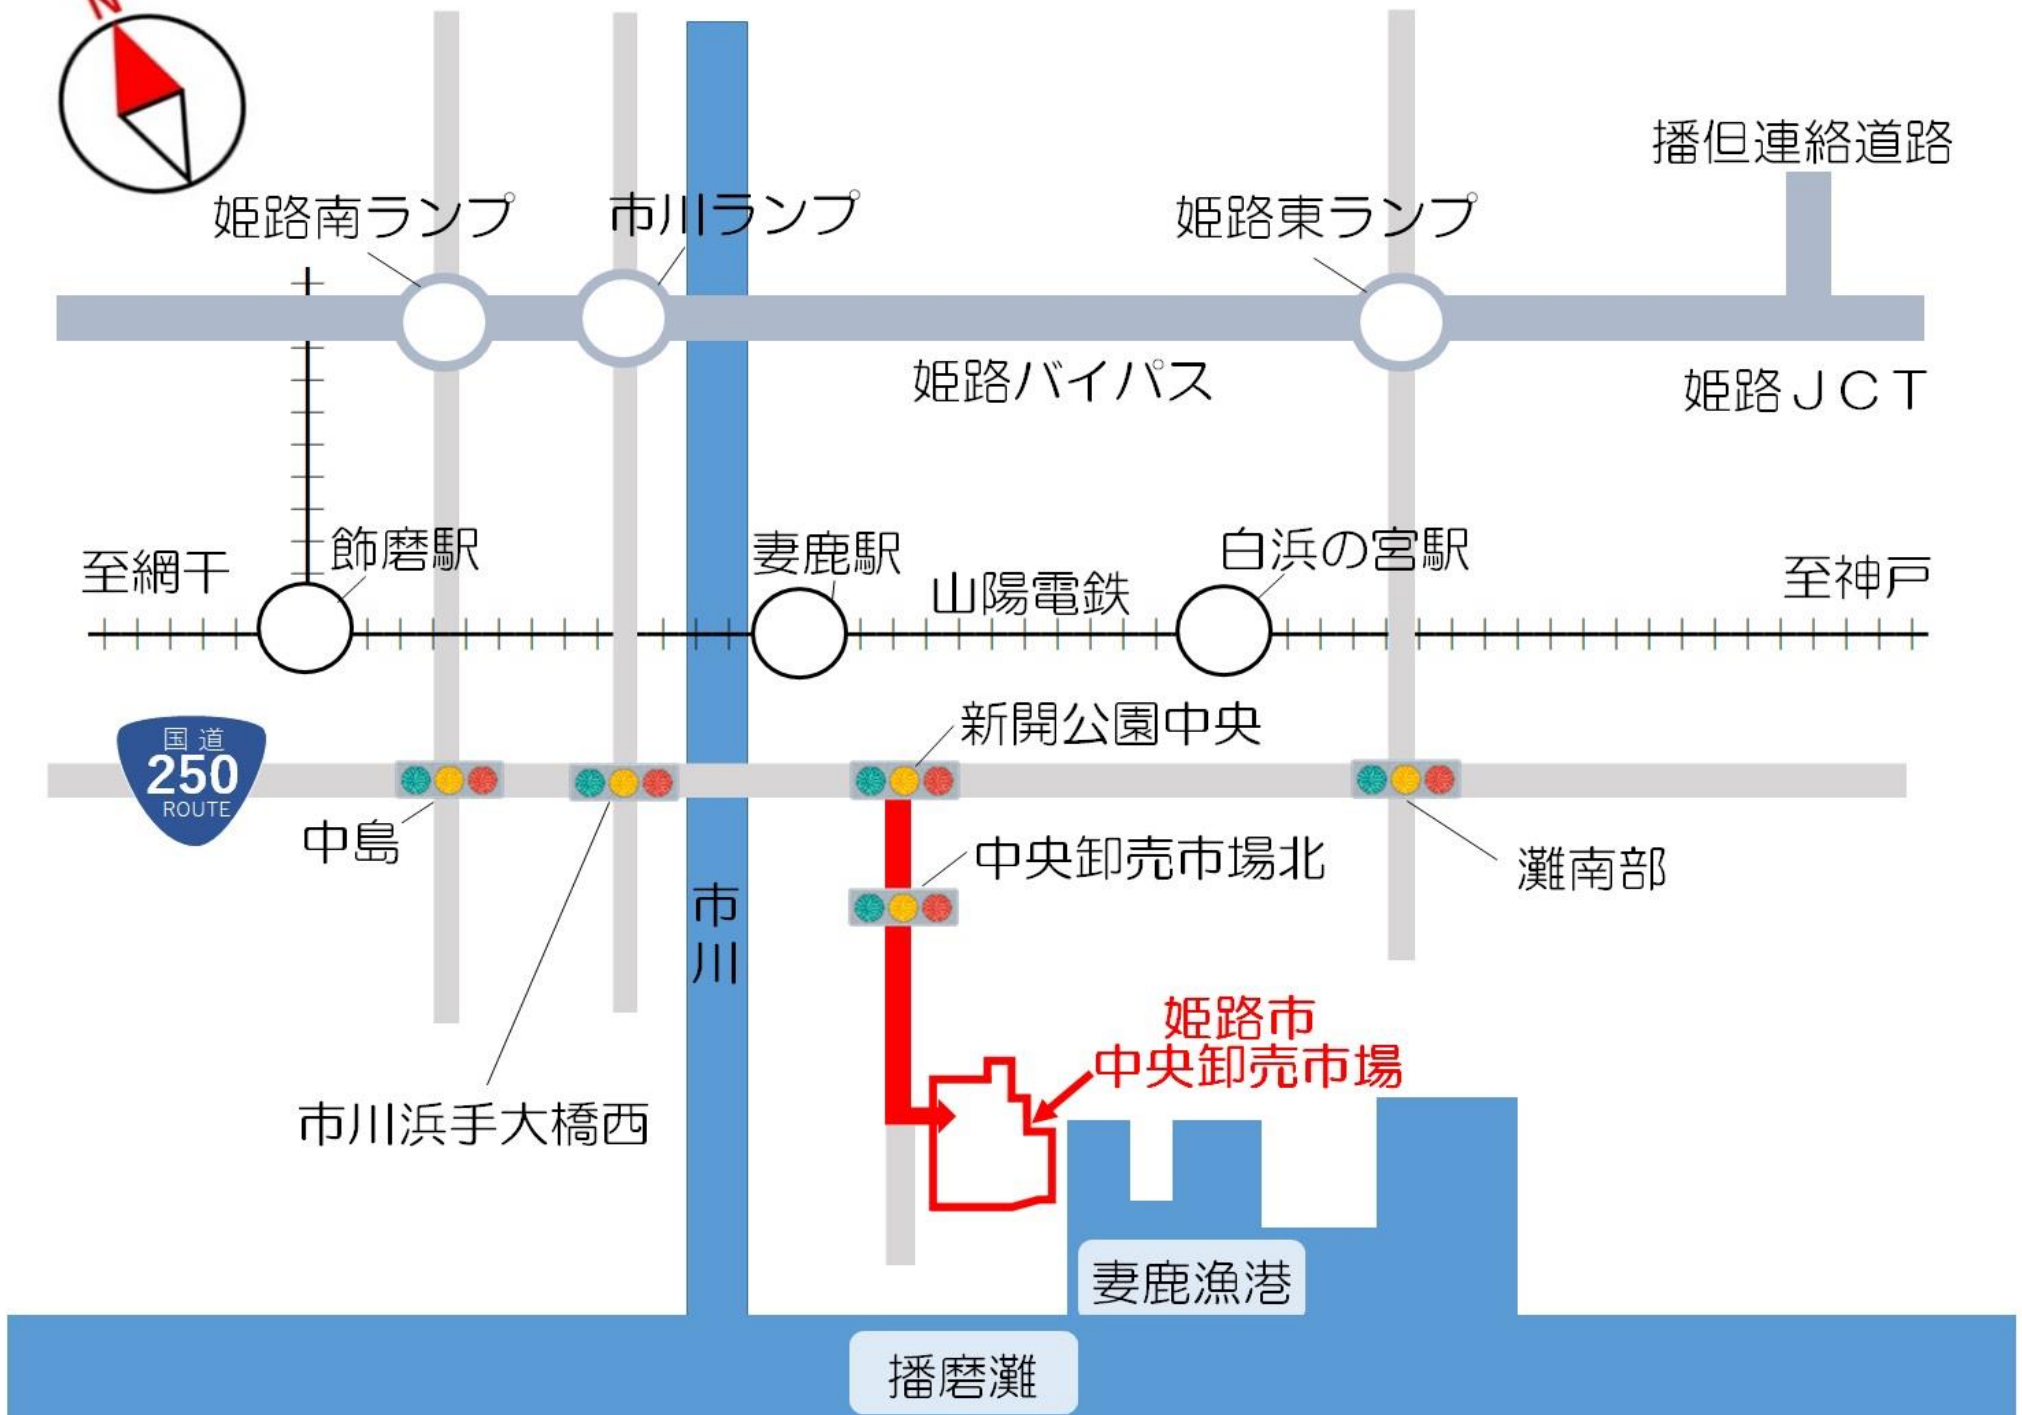 N
播但連絡道路
姫路南ランプ
市川ランプ
姫路東ランプ
姫路バイパス
姫路ＪＣＴ
至網干
飾磨駅
妻鹿駅
山陽電鉄
白浜の宮駅
至神戸
国道
250
ROUTE
新開公園中央
中島
中央卸売市場北
灘南部
市川
姫路市
中央卸売市場
市川浜手大橋西
妻鹿漁港
播磨灘